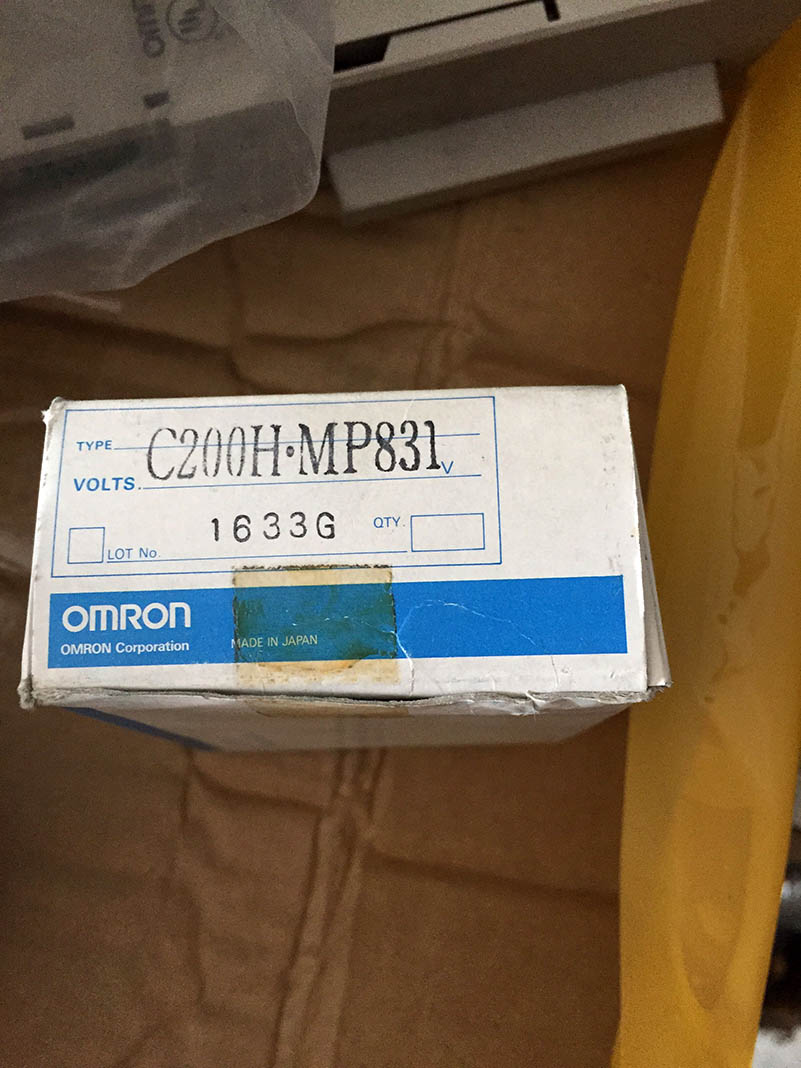 TYPE C200H·MP831
VOLTS. V
1633G QTY.
LOT No.
OMRON
OMRON Corporation MADE IN JAPAN